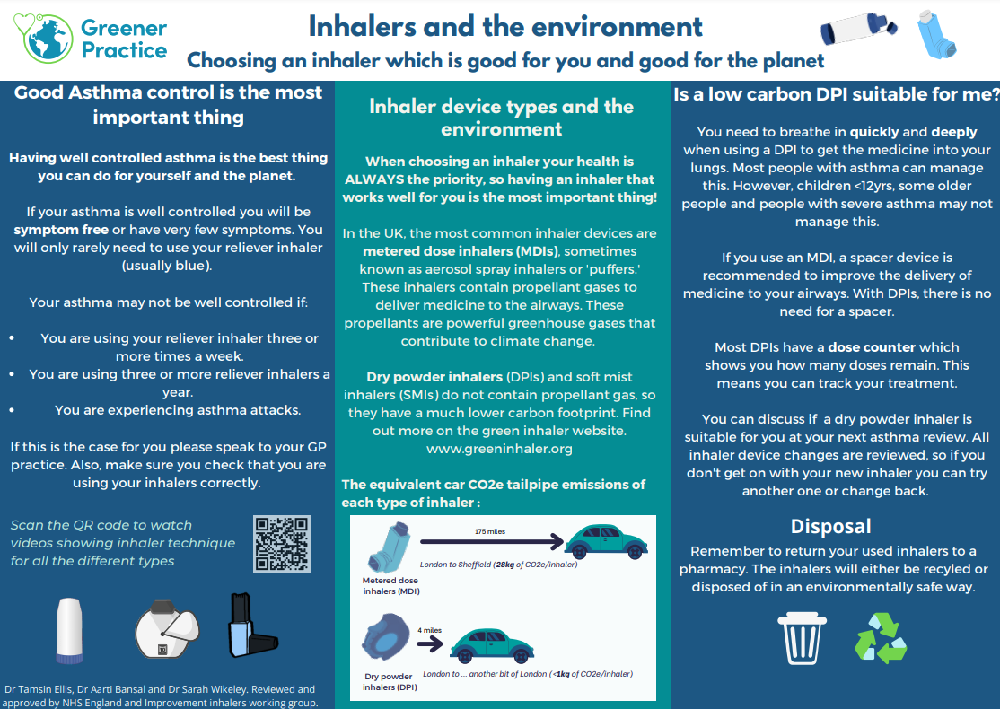 Greener
Practice
Inhalers and the environment
Choosing an inhaler which is good for you and good for the planet
Good Asthma control is the most
important thing
Having well controlled asthma is the best thing
you can do for yourself and the planet.
If your asthma is well controlled you will be
symptom free or have very few symptoms. You
will only rarely need to use your reliever inhaler
(usually blue).
Your asthma may not be well controlled if:
• You are using your reliever inhaler three or
more times a week.
• You are using three or more reliever inhalers a
year.
• You are experiencing asthma attacks.
If this is the case for you please speak to your GP
practice. Also, make sure you check that you are
using your inhalers correctly.
Scan the QR code to watch
videos showing inhaler technique
for all the different types
10
Dr Tamsin Ellis, Dr Aarti Bansal and Dr Sarah Wikeley. Reviewed and
approved by NHS England and Improvement inhalers working group.
Inhaler device types and the
environment
When choosing an inhaler your health is
ALWAYS the priority, so having an inhaler that
works well for you is the most important thing!
In the UK, the most common inhaler devices are
metered dose inhalers (MDIs), sometimes
known as aerosol spray inhalers or 'puffers.'
These inhalers contain propellant gases to
deliver medicine to the airways. These
propellants are powerful greenhouse gases that
contribute to climate change.
Dry powder inhalers (DPIs) and soft mist
inhalers (SMIs) do not contain propellant gas, so
they have a much lower carbon footprint. Find
out more on the green inhaler website.
www.greeninhaler.org
The equivalent car CO2e tailpipe emissions of
each type of inhaler :
175 miles
London to Sheffield (28kg of CO2e/inhaler)
Metered dose
inhalers (MDI)
4 miles
London to ... another bit of London (<1kg of CO2e/inhaler)
Dry powder
inhalers (DPI)
Is a low carbon DPI suitable for me?
You need to breathe in quickly and deeply
when using a DPI to get the medicine into your
lungs. Most people with asthma can manage
this. However, children <12yrs, some older
people and people with severe asthma may not
manage this.
If you use an MDI, a spacer device is
recommended to improve the delivery of
medicine to your airways. With DPIs, there is no
need for a spacer.
Most DPIs have a dose counter which
shows you how many doses remain. This
means you can track your treatment.
You can discuss if a dry powder inhaler is
suitable for you at your next asthma review. All
inhaler device changes are reviewed, so if you
don't get on with your new inhaler you can try
another one or change back.
Disposal
Remember to return your used inhalers to a
pharmacy. The inhalers will either be recyled or
disposed of in an environmentally safe way.